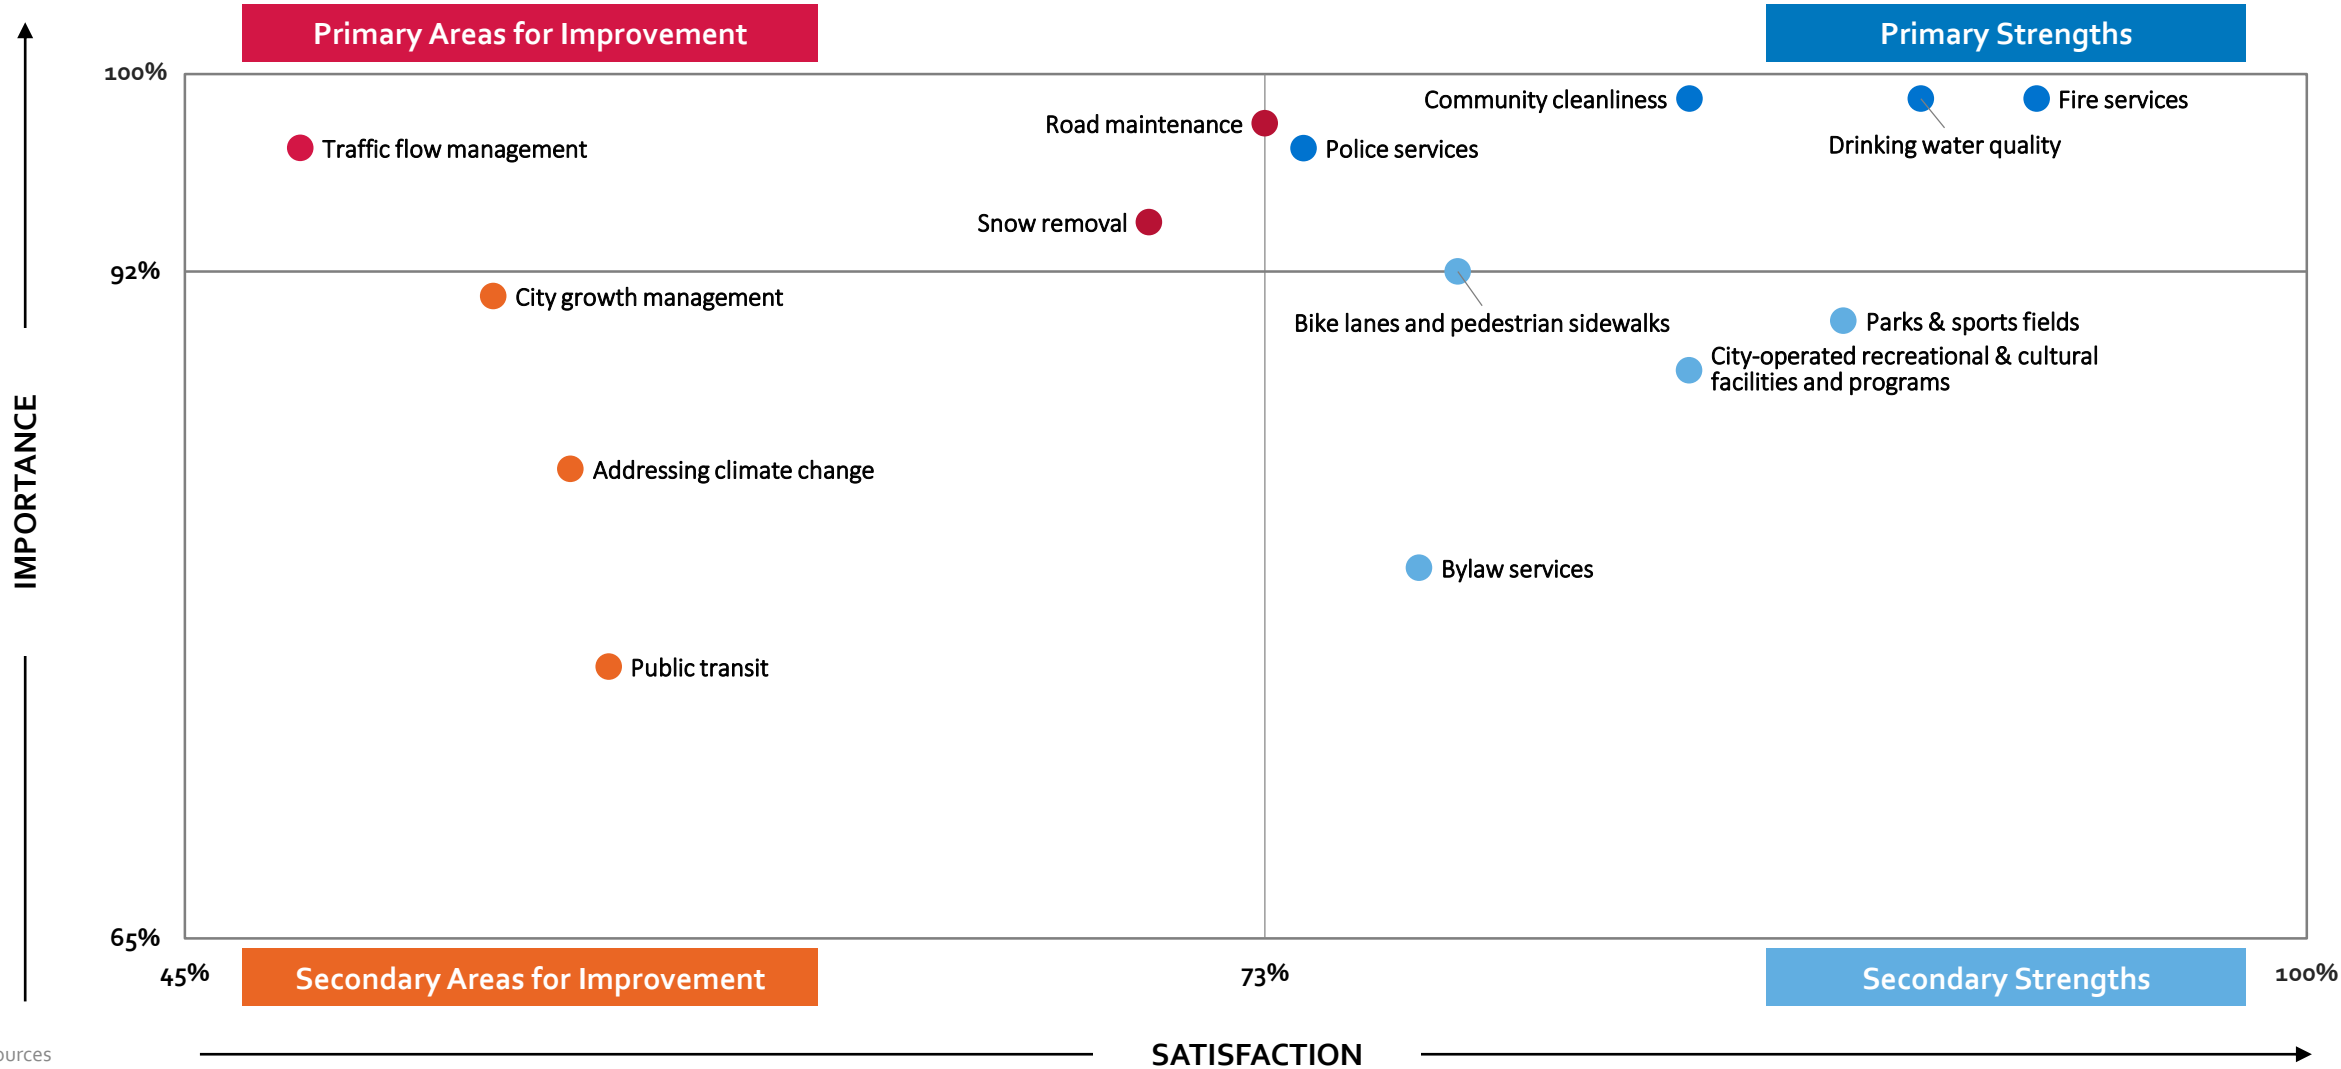 Primary Areas for Improvement
Primary Strengths
100%
Community cleanliness
Fire services
Road maintenance
Drinking water quality
Traffic flow management
Police services
Snow removal
92%
City growth management
Bike lanes and pedestrian sidewalks
Parks & sports fields
City-operated recreational & cultural
facilities and programs
IMPORTANCE
Addressing climate change
Bylaw services
Public transit
65%
45%
Secondary Areas for Improvement
73%
Secondary Strengths
100%
SATISFACTION